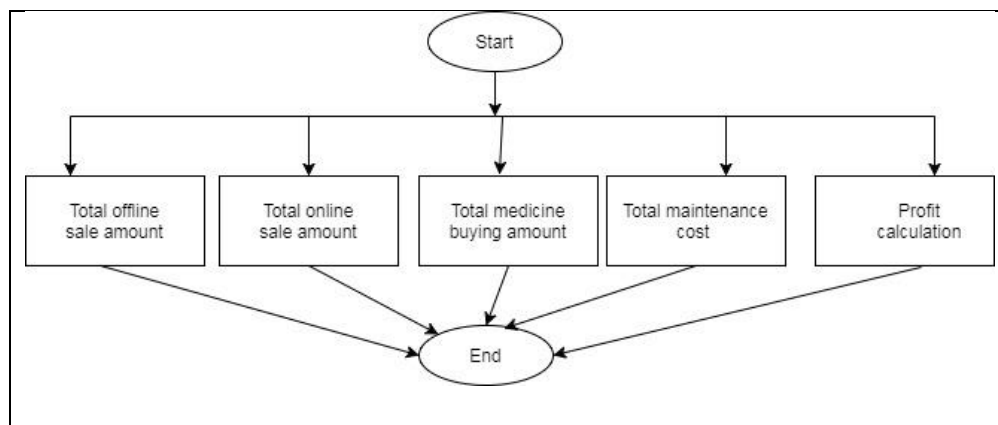 Start
Total offline
sale amount
Total online
sale amount
Total medicine
buying amount
Total maintenance
cost
Profit
calculation
End